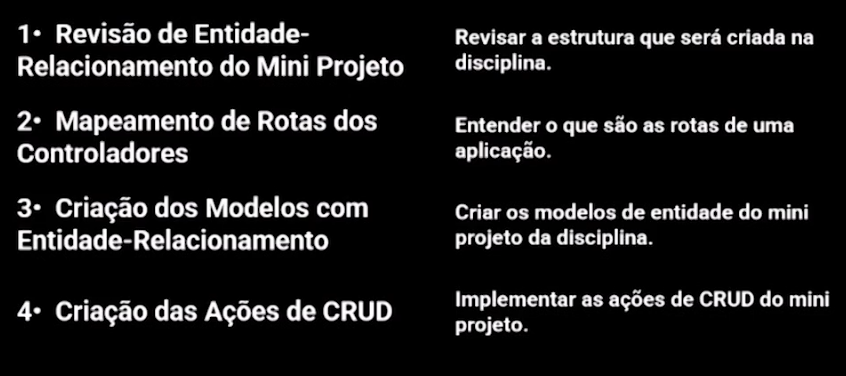 1• Revisão de Entidade-
Relacionamento do Mini Projeto
Revisar a estrutura que será criada na
disciplina.
2• Mapeamento de Rotas dos
Controladores
Entender o que são as rotas de uma
aplicação.
3• Criação dos Modelos com
Entidade-Relacionamento
Criar os modelos de entidade do mini
projeto da disciplina.
4• Criação das Ações de CRUD
Implementar as ações de CRUD do mini
projeto.